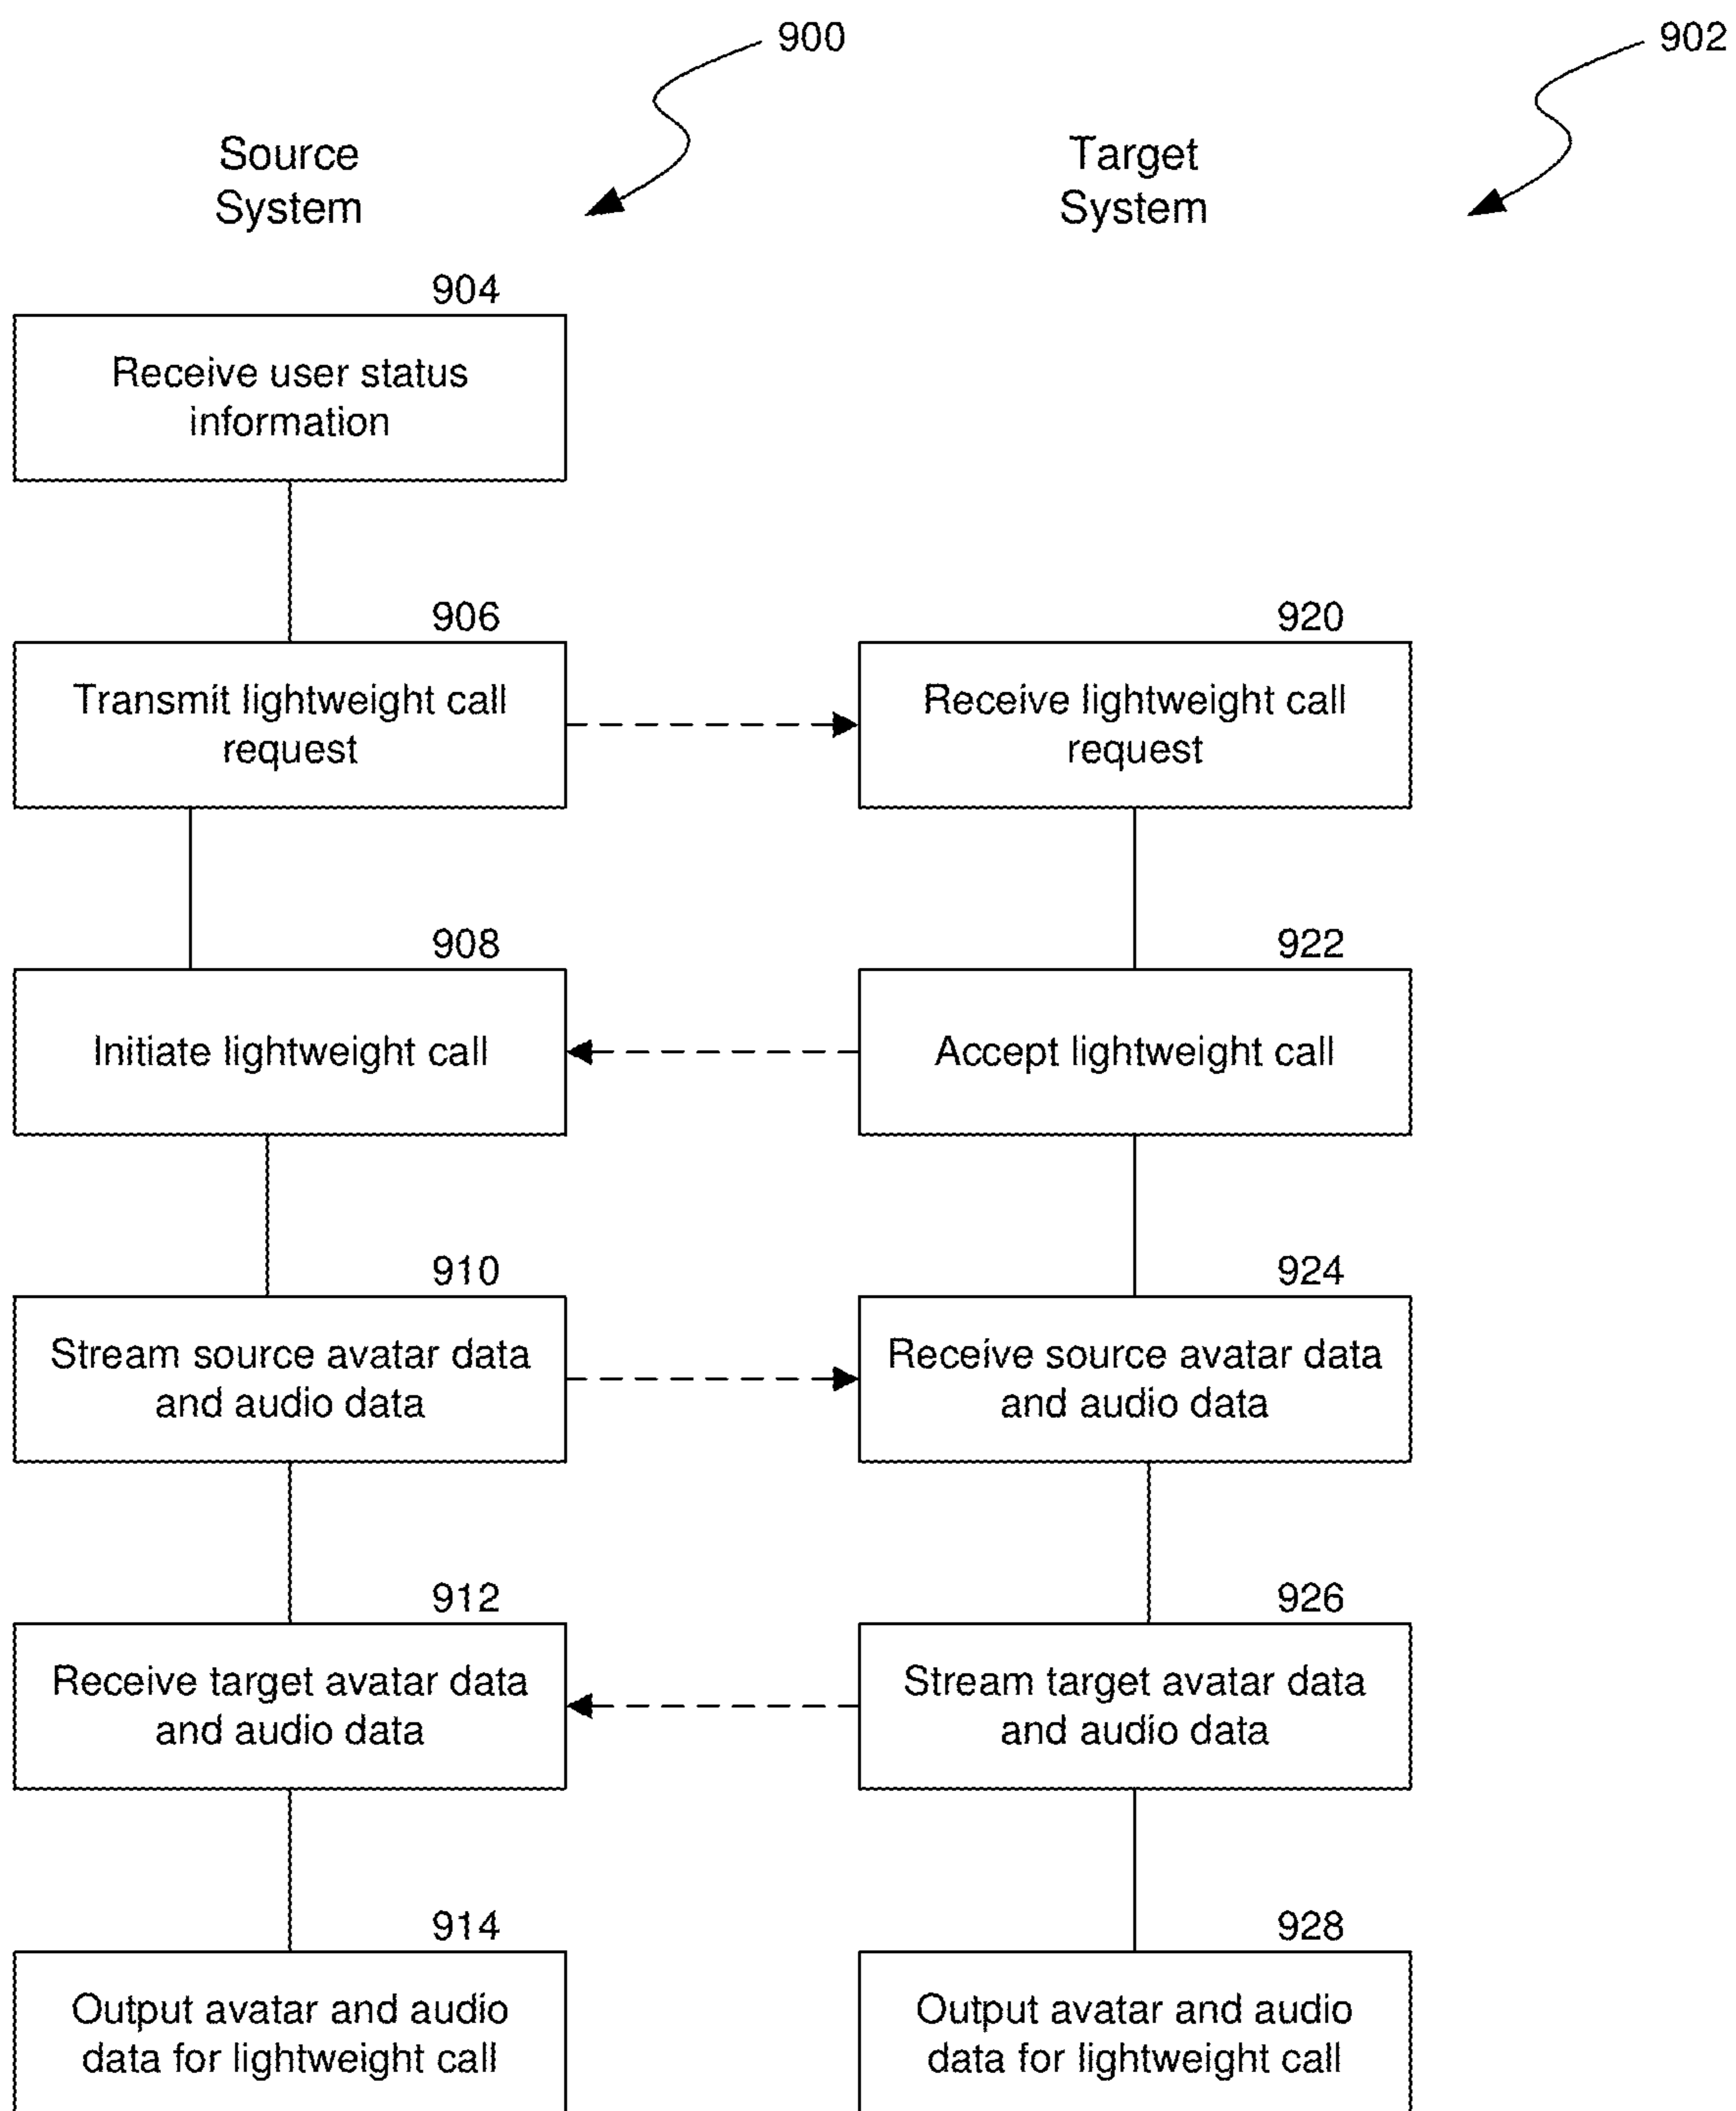 900
902
Source
System
Target
System
904
Receive user status
information
906
Transmit lightweight call
request
920
Receive lightweight call
request
908
Initiate lightweight call
922
Accept lightweight call
910
Stream source avatar data
and audio data
924
Receive source avatar data
and audio data
912
Receive target avatar data
and audio data
926
Stream target avatar data
and audio data
914
Output avatar and audio
data for lightweight call
928
Output avatar and audio
data for lightweight call